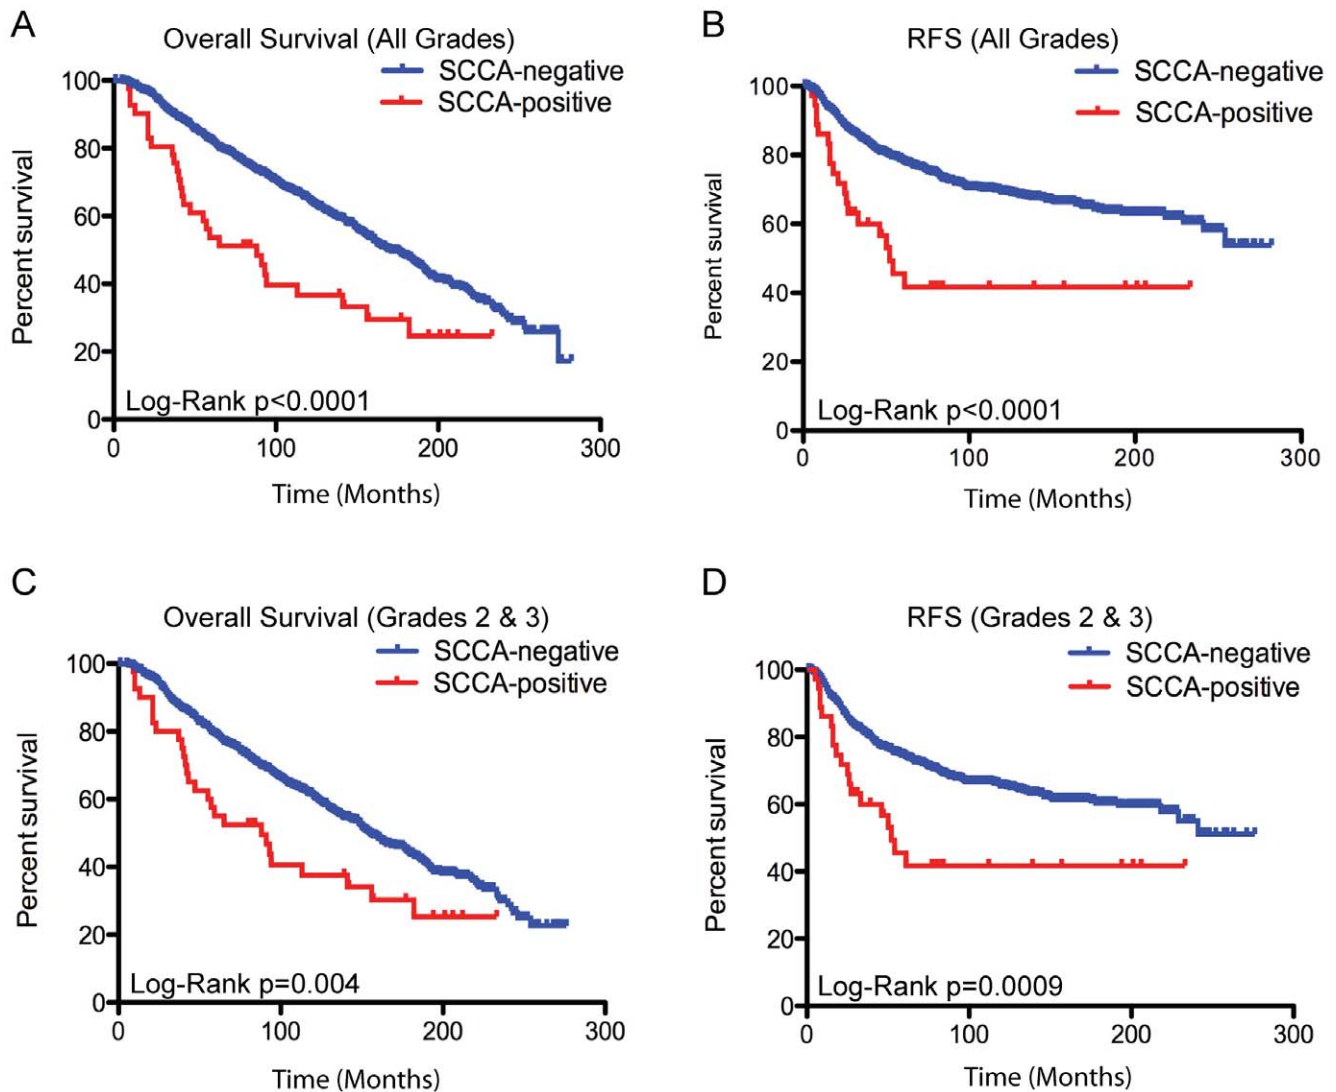 A
Overall Survival (All Grades)
SCCA-negative
SCCA-positive
Percent survival
100
80
60
40
20
0
Log-Rank p<0.0001
0 100 200 300
Time (Months)
B
RFS (All Grades)
SCCA-negative
SCCA-positive
Percent survival
100
80
60
40
20
0
Log-Rank p<0.0001
0 100 200 300
Time (Months)
C
Overall Survival (Grades 2 & 3)
SCCA-negative
SCCA-positive
Percent survival
100
80
60
40
20
0
Log-Rank p=0.004
0 100 200 300
Time (Months)
D
RFS (Grades 2 & 3)
SCCA-negative
SCCA-positive
Percent survival
100
80
60
40
20
0
Log-Rank p=0.0009
0 100 200 300
Time (Months)